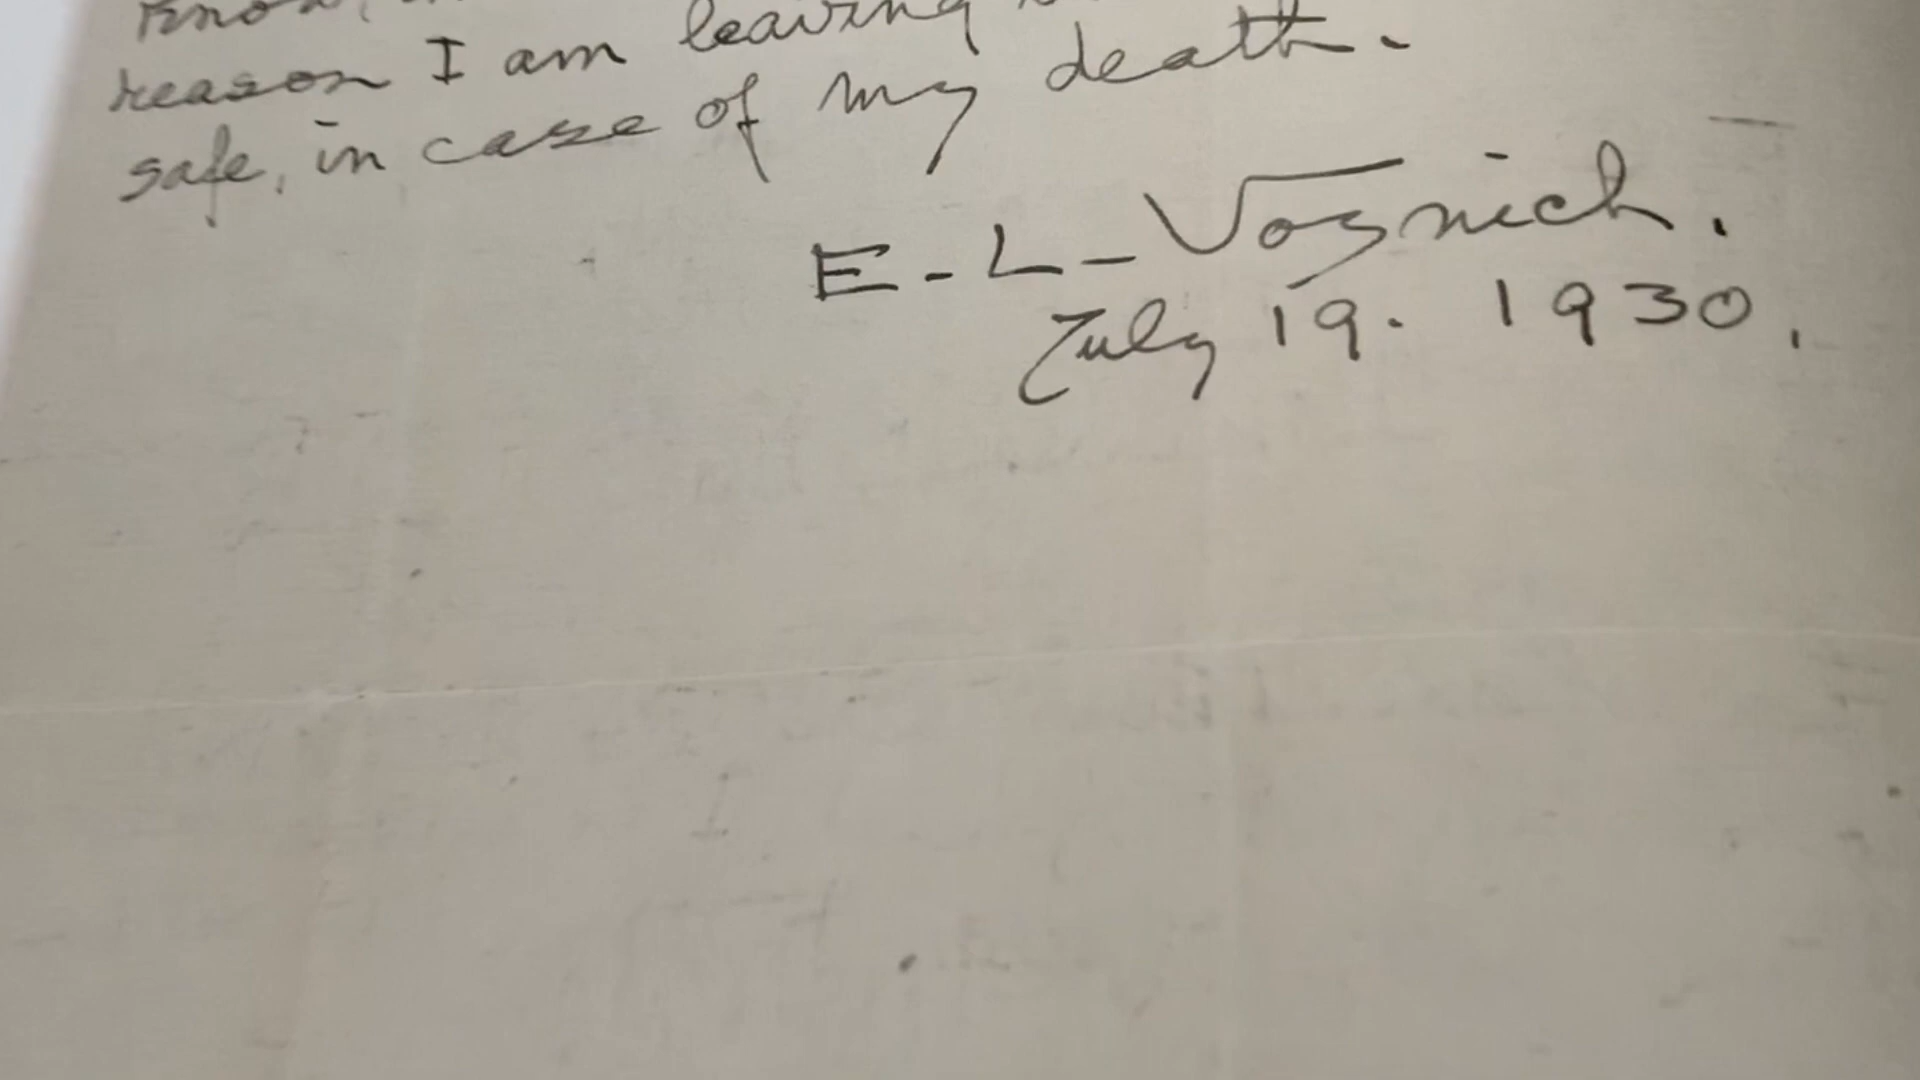 reason I am leaving
safe, in case of my death.
E-L-Voynich.
July 19. 1930.